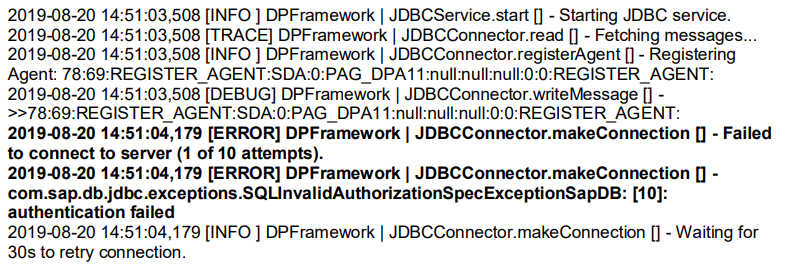 2019-08-20 14:51:03,508 [INFO ] DPFramework | JDBCService.start [] - Starting JDBC service.
2019-08-20 14:51:03,508 [TRACE] DPFramework | JDBCConnector.read [] - Fetching messages...
2019-08-20 14:51:03,508 [INFO ] DPFramework | JDBCConnector.registerAgent [] - Registering
Agent: 78:69:REGISTER_AGENT:SDA:0:PAG_DPA11:null:null:null:0:0:REGISTER_AGENT:
2019-08-20 14:51:03,508 [DEBUG] DPFramework | JDBCConnector.writeMessage [] -
>>78:69:REGISTER_AGENT:SDA:0:PAG_DPA11:null:null:null:0:0:REGISTER_AGENT:
2019-08-20 14:51:04,179 [ERROR] DPFramework | JDBCConnector.makeConnection [] - Failed
to connect to server (1 of 10 attempts).
2019-08-20 14:51:04,179 [ERROR] DPFramework | JDBCConnector.makeConnection [] -
com.sap.db.jdbc.exceptions.SQLInvalidAuthorizationSpecExceptionSapDB: [10]:
authentication failed
2019-08-20 14:51:04,179 [INFO ] DPFramework | JDBCConnector.makeConnection [] - Waiting for
30s to retry connection.